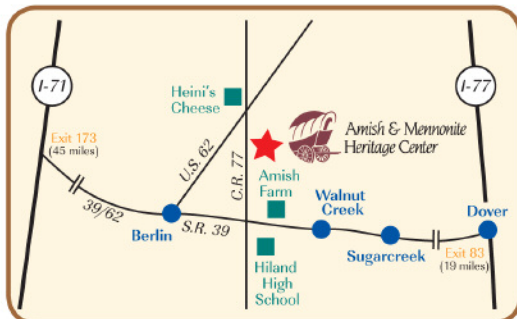 I-71
I-77
Heini's
Cheese
Exit 173
(45 miles)
U.S. 62
C.R. 77
Amish & Mennonite
Heritage Center
Amish
Farm
39/62
Berlin
S.R. 39
Walnut
Creek
Dover
Sugarcreek
Exit 83
(19 miles)
Hiland
High
School